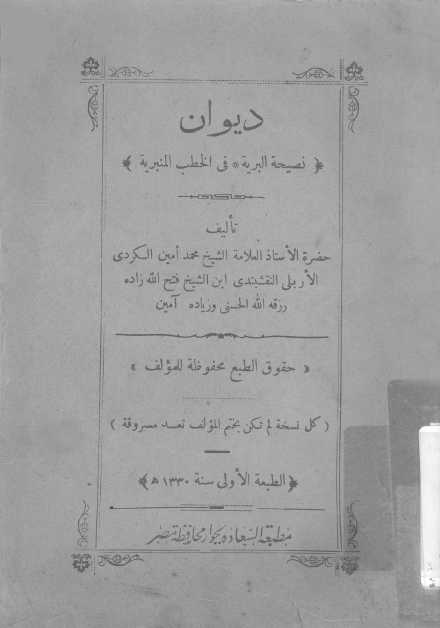 ديوان
﴿ نصيحة البرية * فى الخطب المنبرية ﴾
تأليف
حضرة الأستاذ العلامة الشيخ محمد أمين الكردى
الأربلى النقشبندى ابن الشيخ فتح الله زاده
رزقه الله الحسنى وزياده آمين
« حقوق الطبع محفوظة للمؤلف »
( كل نسخة لم تكن بختم المؤلف تعد مسروقة )
﴿ الطبعة الأولى سنة ١٣٣٠ هـ ﴾
مطبعة السعادة بجوار محافظة مصر